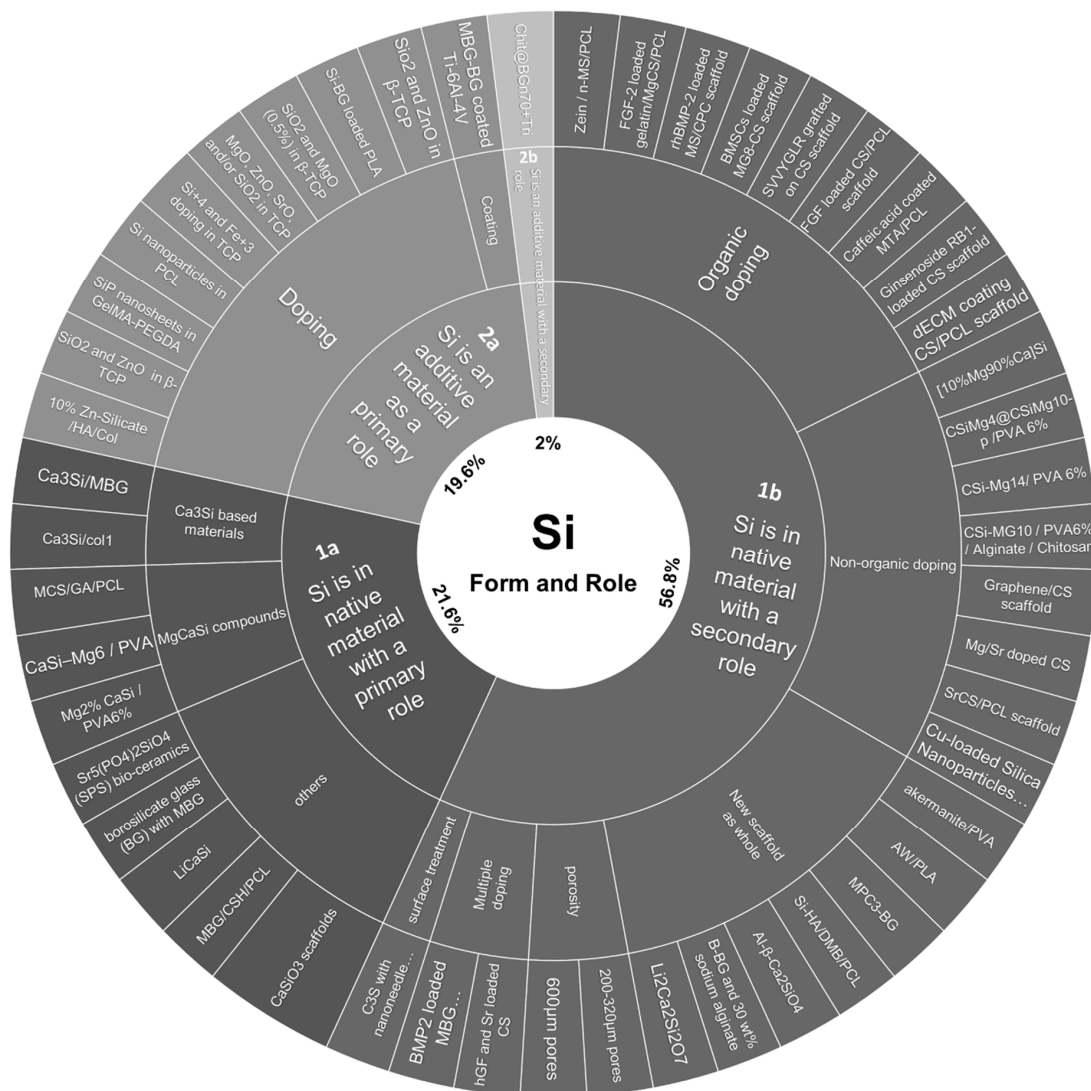 Si
Form and Role
56.8%
21.6%
19.6%
2%
1b
Si is in
native
material
with a
secondary
role
Organic
doping
Zein / n-MS/PCL
FGF-2 loaded
gelatin/MgCS/PCL
rhBMP-2 loaded
MS/CPC scaffold
BMSCs loaded
MG8-CS scaffold
SVVYGLR grafted
on CS scaffold
FGF loaded CS/PCL
scaffold
Caffeic acid coated
MTA/PCL
Ginsenoside RB1-
loaded CS scaffold
dECM coating
CS/PCL scaffold
Non-organic doping
[10%Mg90%Ca]Si
CSiMg4@CSiMg10-
p /PVA 6%
CSi-Mg14/ PVA 6%
CSi-MG10 / PVA6%
/ Alginate / Chitosan
Graphene/CS
scaffold
Mg/Sr doped CS
SrCS/PCL scaffold
Cu-loaded Silica
Nanoparticles…
New scaffold
as whole
akermanite/PVA
AW/PLA
MPC3-BG
Si-HA/DMB/PCL
Al-β-Ca2SiO4
B-BG and 30 wt%
sodium alginate
Li2Ca2Si2O7
porosity
200-320μm pores
600μm pores
Multiple
doping
hGF and Sr loaded
CS
BMP2 loaded
MBG…
surface treatment
C3S with
nanoneedle…
1a
Si is in
native
material
with a
primary
role
others
CaSiO3 scaffolds
MBG/CSH/PCL
LiCaSi
borosilicate glass
(BG) with MBG
Sr5(PO4)2SiO4
(SPS) bio-ceramics
MgCaSi compounds
Mg2% CaSi /
PVA6%
CaSi–Mg6 / PVA
MCS/GA/PCL
Ca3Si based
materials
Ca3Si/col1
Ca3Si/MBG
2a
Si is an
additive
material
as a
primary
role
Doping
10% Zn-Silicate
/HA/Col
SiO2 and ZnO in β-
TCP
SiP nanosheets in
GelMA-PEGDA
Si nanoparticles in
PCL
Si+4 and Fe+3
doping in TCP
MgO, ZnO, SrO,
and/or SiO2 in TCP
SiO2 and MgO
(0.5%) in β-TCP
Si-BG loaded PLA
Sio2 and ZnO in
β-TCP
Coating
MBG-BG coated
Ti-6Al-4V
2b
Si is an additive material with a secondary
role
Chit@BGn70+Tri